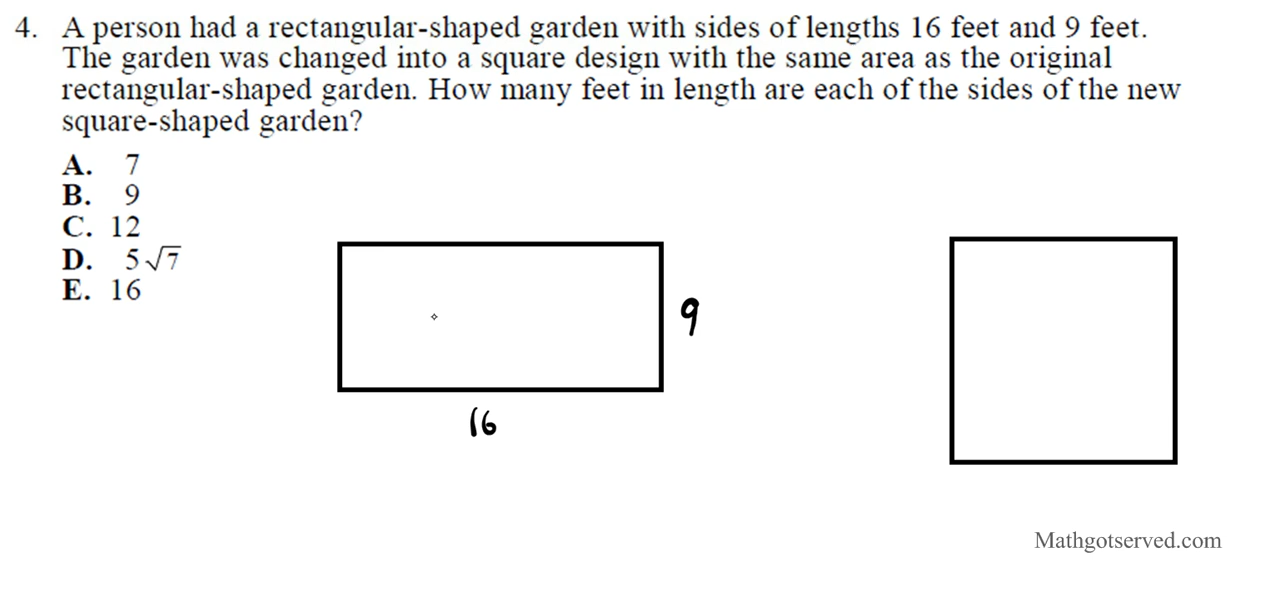 4. A person had a rectangular-shaped garden with sides of lengths 16 feet and 9 feet.
The garden was changed into a square design with the same area as the original
rectangular-shaped garden. How many feet in length are each of the sides of the new
square-shaped garden?
A. 7
B. 9
C. 12
D. 5√7
E. 16
9
16
Mathgotserved.com